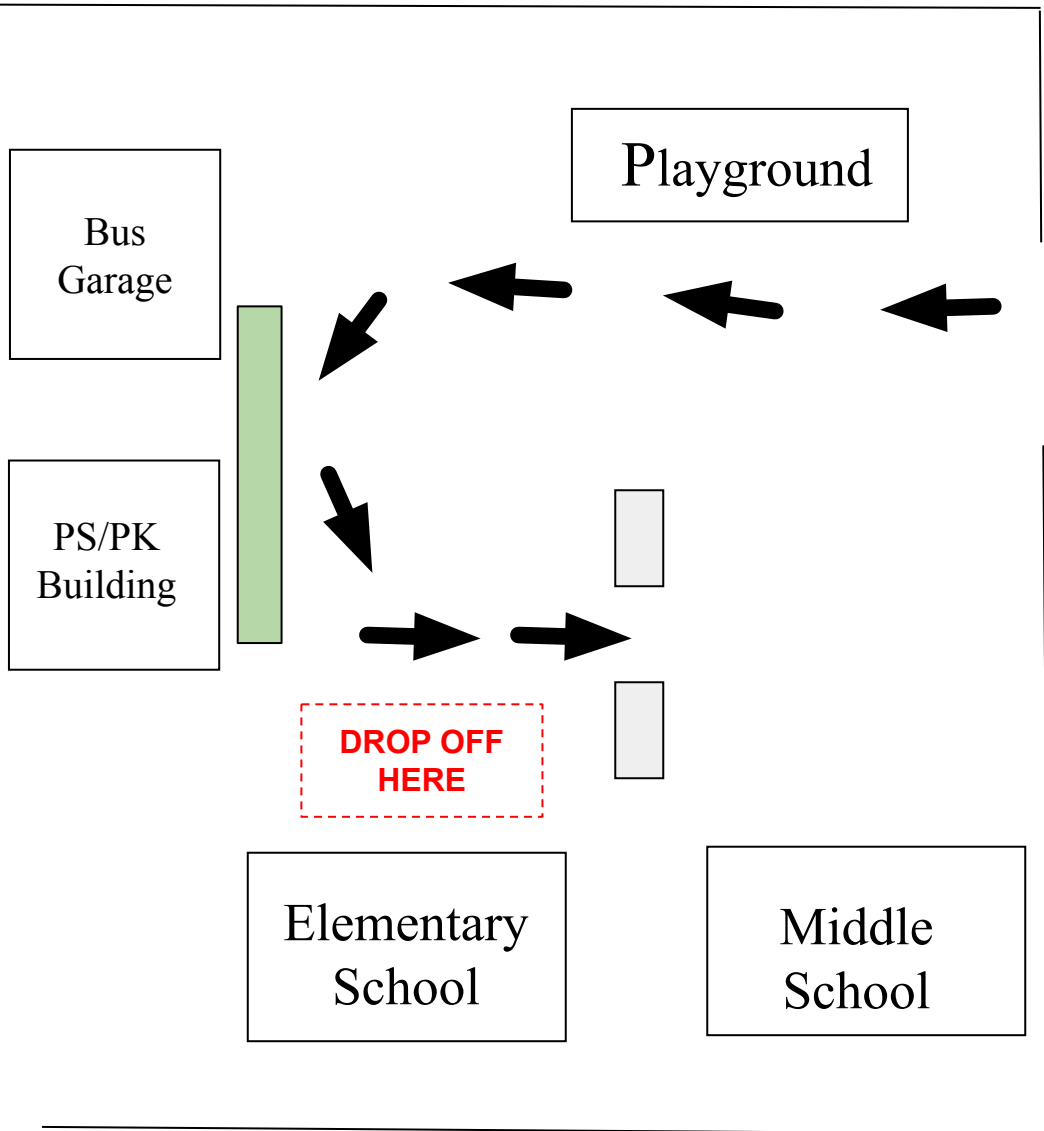 Playground
Bus
Garage
PS/PK
Building
DROP OFF
HERE
Elementary
School
Middle
School